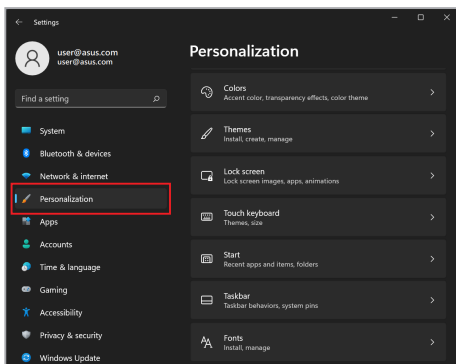 Settings
user@asus.com
user@asus.com
Find a setting
System
Bluetooth & devices
Network & internet
Personalization
Apps
Accounts
Time & language
Gaming
Accessibility
Privacy & security
Windows Update
Personalization
Colors
Accent color, transparency effects, color theme
Themes
Install, create, manage
Lock screen
Lock screen images, apps, animations
Touch keyboard
Themes, size
Start
Recent apps and items, folders
Taskbar
Taskbar behaviors, system pins
Fonts
Install, manage